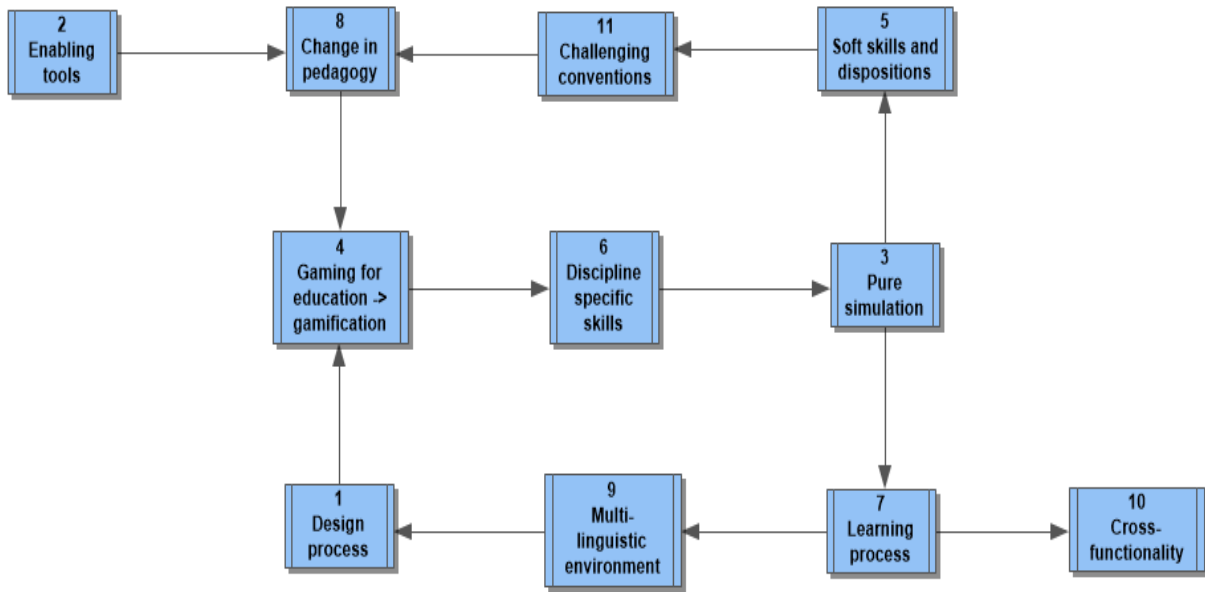 2
Enabling
tools
8
Change in
pedagogy
11
Challenging
conventions
5
Soft skills and
dispositions
4
Gaming for
education ->
gamification
6
Discipline
specific
skills
3
Pure
simulation
1
Design
process
9
Multi-
linguistic
environment
7
Learning
process
10
Cross-
functionality